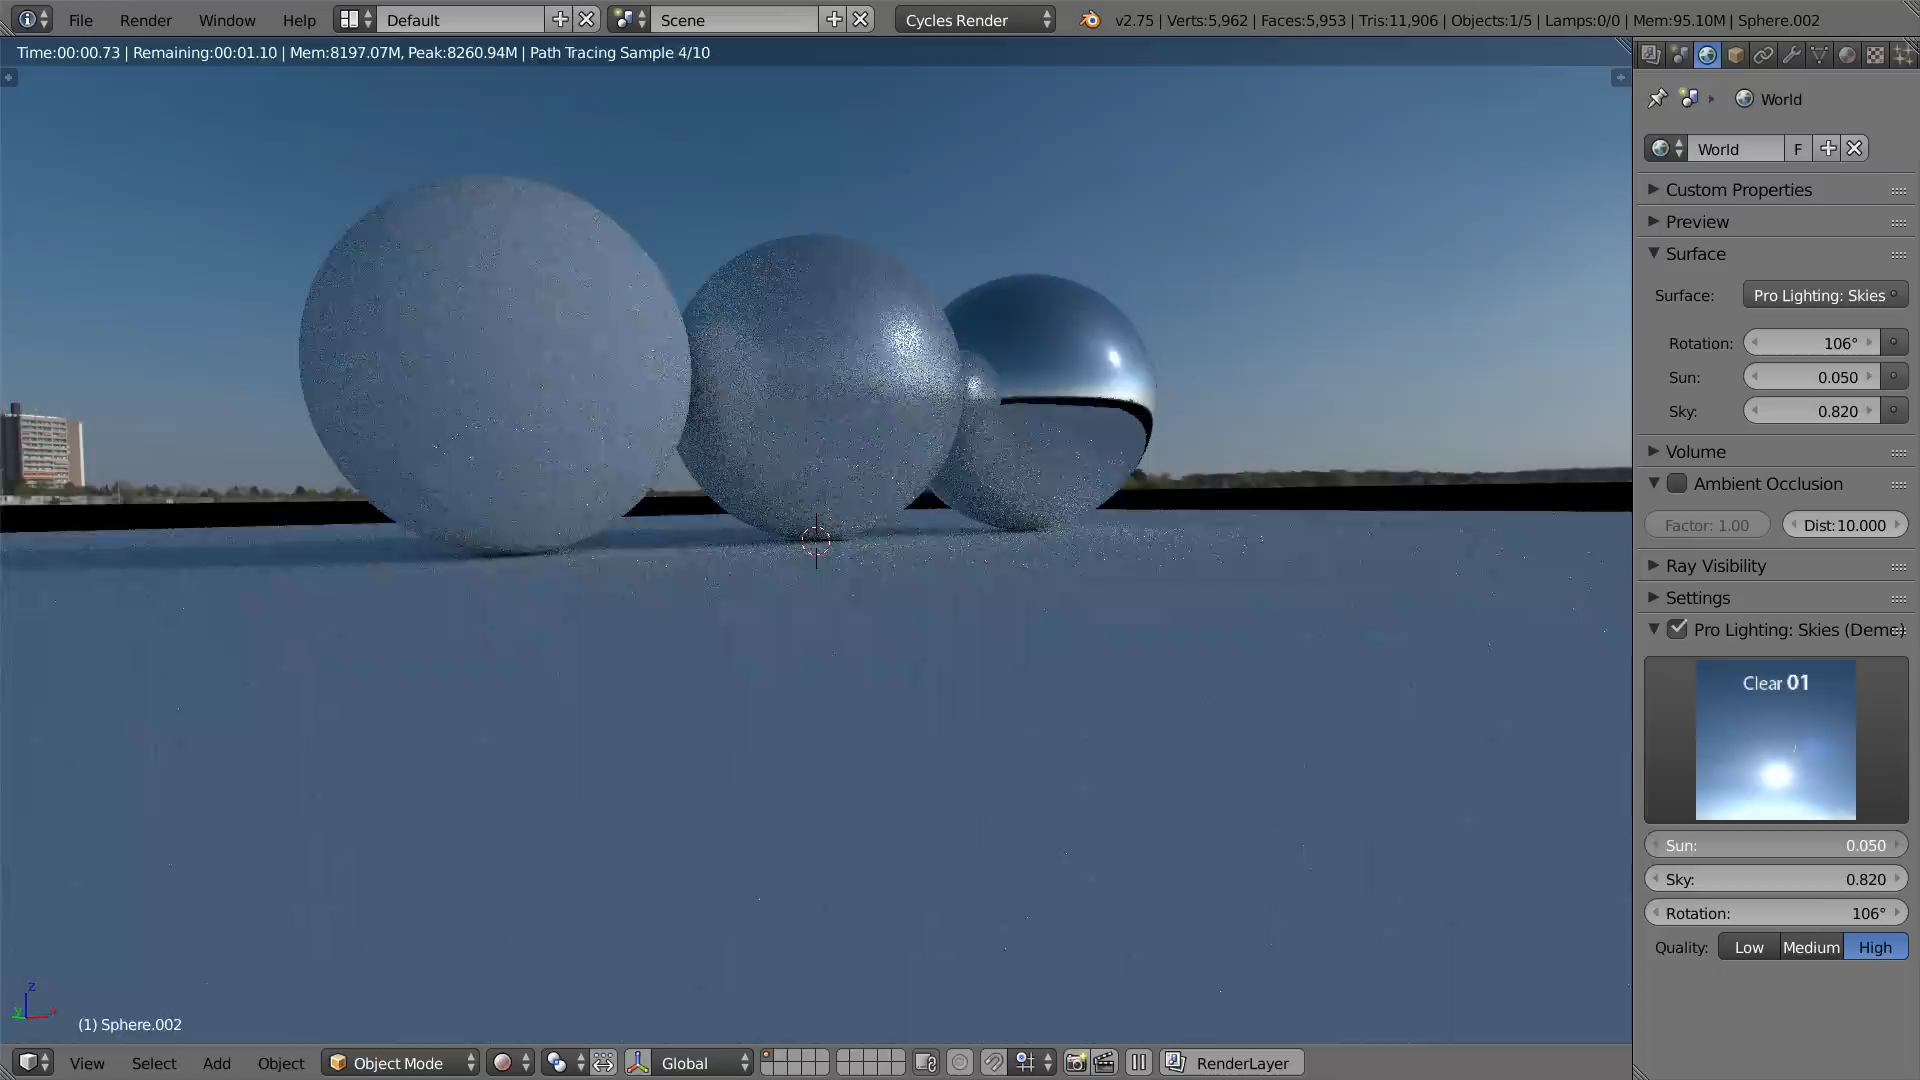 File Render Window Help Default Scene Cycles Render v2.75 | Verts:5,962 | Faces:5,953 | Tris:11,906 | Objects:1/5 | Lamps:0/0 | Mem:95.10M | Sphere.002
Time:00:00.73 | Remaining:00:01.10 | Mem:8197.07M, Peak:8260.94M | Path Tracing Sample 4/10
World
World F
Custom Properties
Preview
Surface
Surface: Pro Lighting: Skies
Rotation: 106°
Sun: 0.050
Sky: 0.820
Volume
Ambient Occlusion
Factor: 1.00 Dist:10.000
Ray Visibility
Settings
Pro Lighting: Skies (Demo)
Clear 01
Sun: 0.050
Sky: 0.820
Rotation: 106°
Quality: Low Medium High
z
y x
(1) Sphere.002
View Select Add Object Object Mode Global RenderLayer